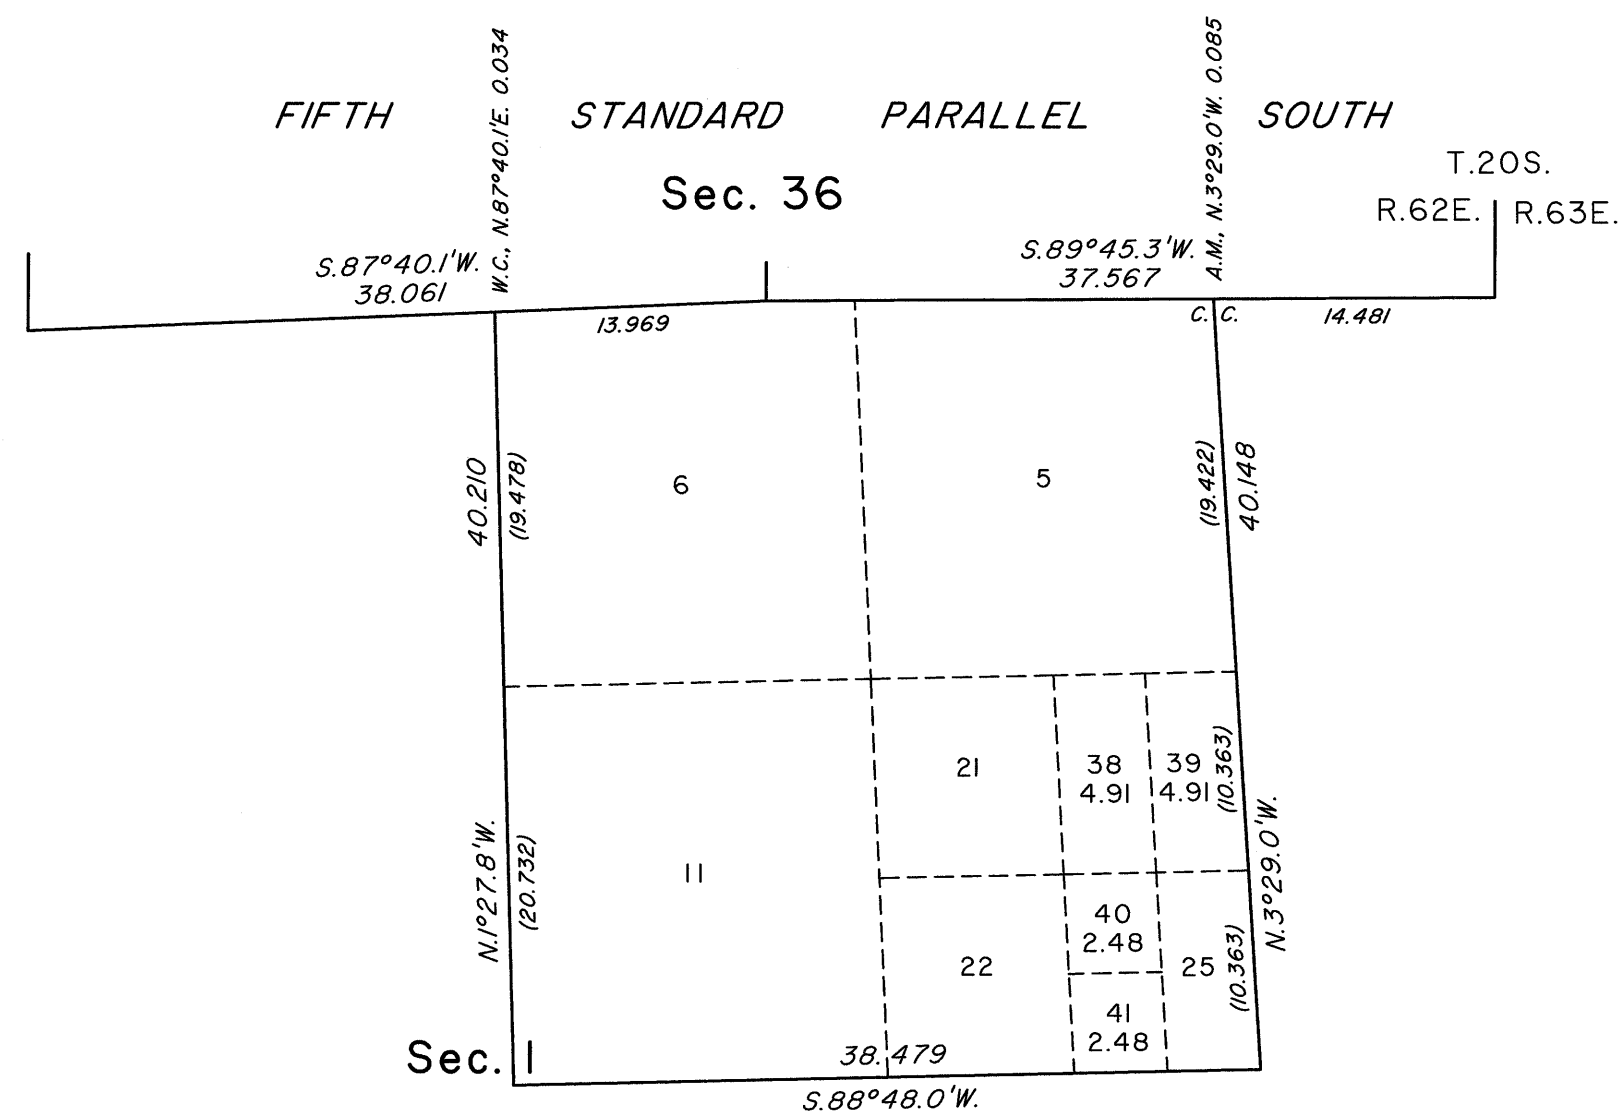 FIFTH STANDARD PARALLEL SOUTH
W.C., N.87°40.1'E. 0.034
A.M., N.3°29.0'W. 0.085
T.20S.
R.62E. R.63E.
Sec. 36
S.87°40.1'W.
38.061
S.89°45.3'W.
37.567
13.969
C. C.
14.481
40.210
(19.478)
6
5
(19.422)
40.148
21
38
4.91
39
4.91
(10.363)
N.1°27.8'W.
(20.732)
11
22
40
2.48
25
(10.363)
N.3°29.0'W.
41
2.48
Sec. 1
38.479
S.88°48.0'W.